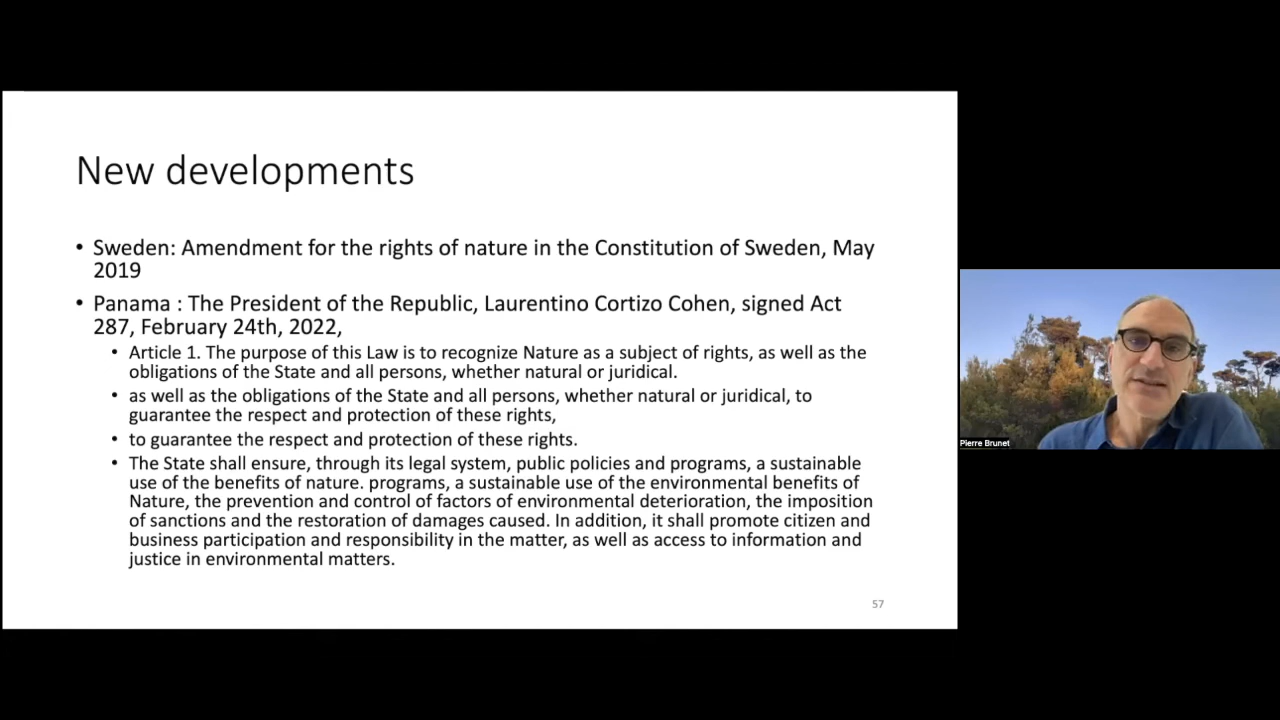 New developments
• Sweden: Amendment for the rights of nature in the Constitution of Sweden, May
2019
• Panama : The President of the Republic, Laurentino Cortizo Cohen, signed Act
287, February 24th, 2022,
• Article 1. The purpose of this Law is to recognize Nature as a subject of rights, as well as the
obligations of the State and all persons, whether natural or juridical.
• as well as the obligations of the State and all persons, whether natural or juridical, to
guarantee the respect and protection of these rights,
• to guarantee the respect and protection of these rights.
• The State shall ensure, through its legal system, public policies and programs, a sustainable
use of the benefits of nature. programs, a sustainable use of the environmental benefits of
Nature, the prevention and control of factors of environmental deterioration, the imposition
of sanctions and the restoration of damages caused. In addition, it shall promote citizen and
business participation and responsibility in the matter, as well as access to information and
justice in environmental matters.
57
Pierre Brunet